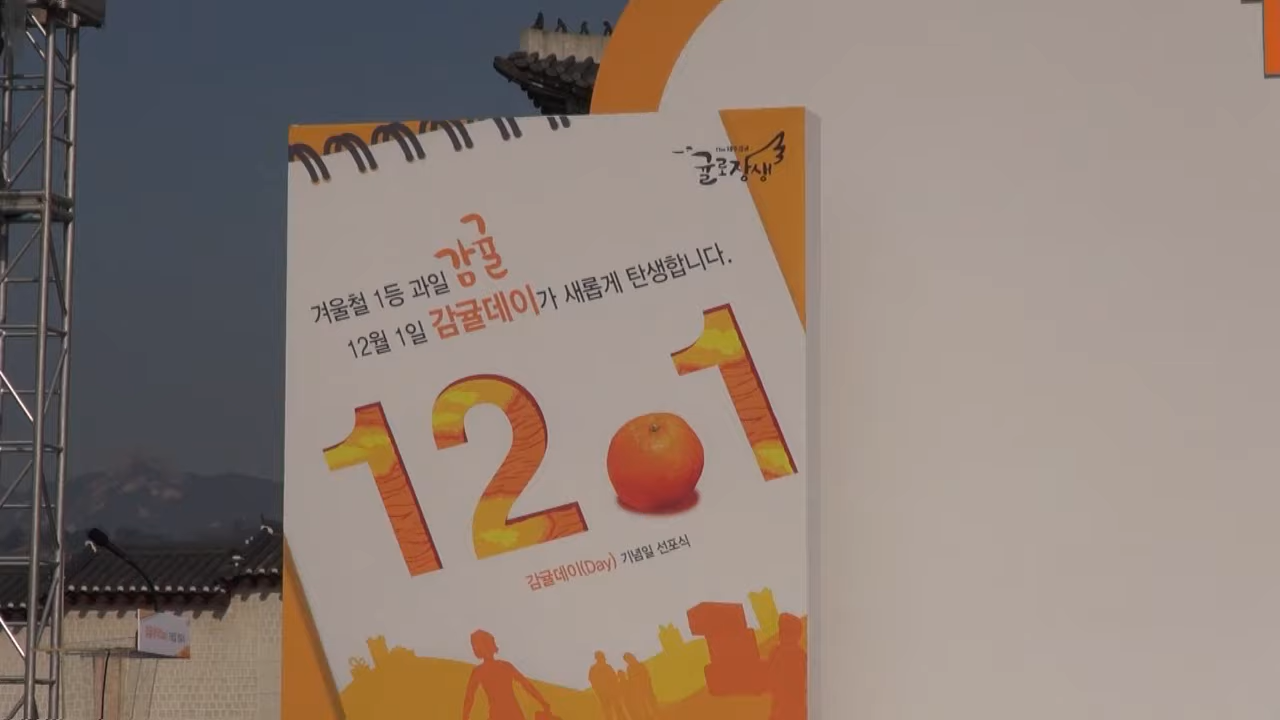 귤로장생
겨울철 1등 과일 감귤
12월 1일 감귤데이가 새롭게 탄생합니다.
12.1
감귤데이(Day) 기념일 선포식